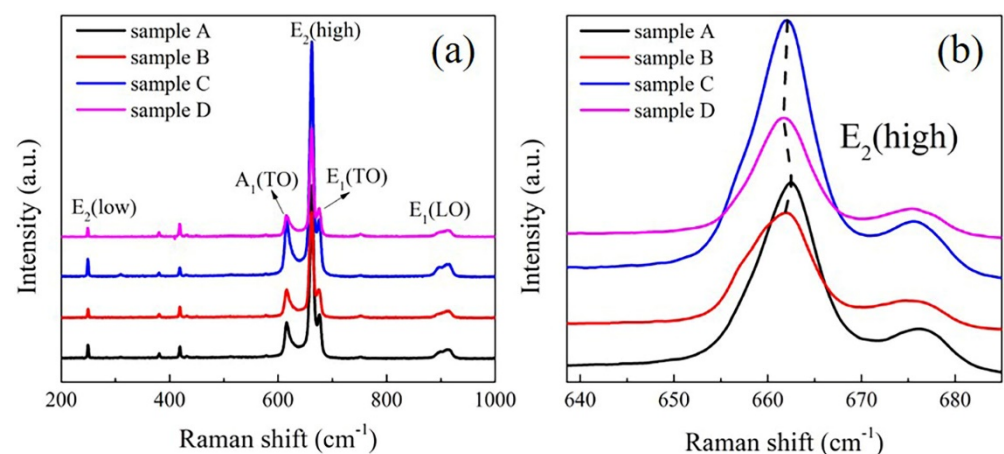 sample A
sample B
sample C
sample D
E₂(high)
(a)
A₁(TO)
E₁(TO)
E₂(low)
E₁(LO)
Intensity (a.u.)
200
400
600
800
1000
Raman shift (cm⁻¹)
sample A
sample B
sample C
sample D
(b)
E₂(high)
Intensity (a.u.)
640
650
660
670
680
Raman shift (cm⁻¹)